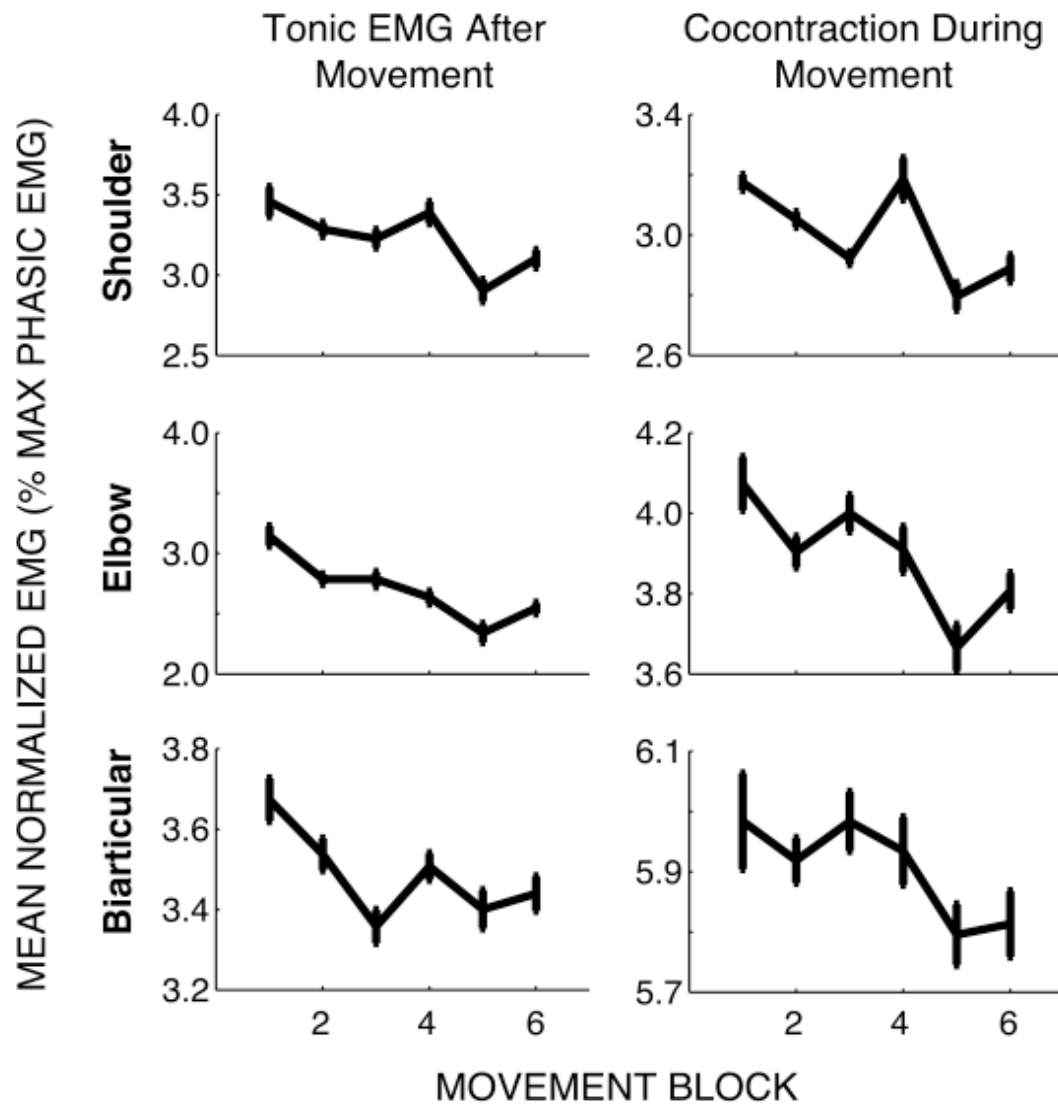 Tonic EMG After
Movement
Cocontraction During
Movement
MEAN NORMALIZED EMG (% MAX PHASIC EMG)
Shoulder
4.0
3.5
3.0
2.5
3.4
3.0
2.6
Elbow
4.0
3.0
2.0
4.2
4.0
3.8
3.6
Biarticular
3.8
3.6
3.4
3.2
6.1
5.9
5.7
2 4 6
2 4 6
MOVEMENT BLOCK